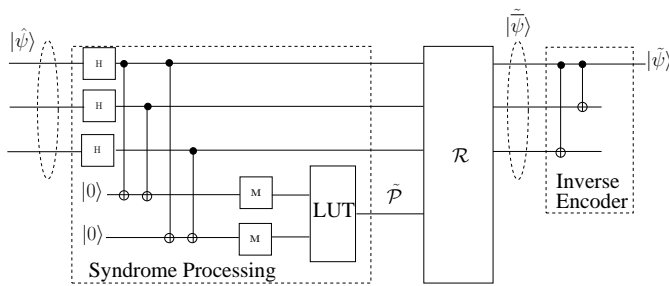 |ψ̂⟩
H
H
H
|0⟩
|0⟩
M
M
LUT
Syndrome Processing
P̃
R
|ψ̅̃⟩
|ψ̃⟩
Inverse
Encoder